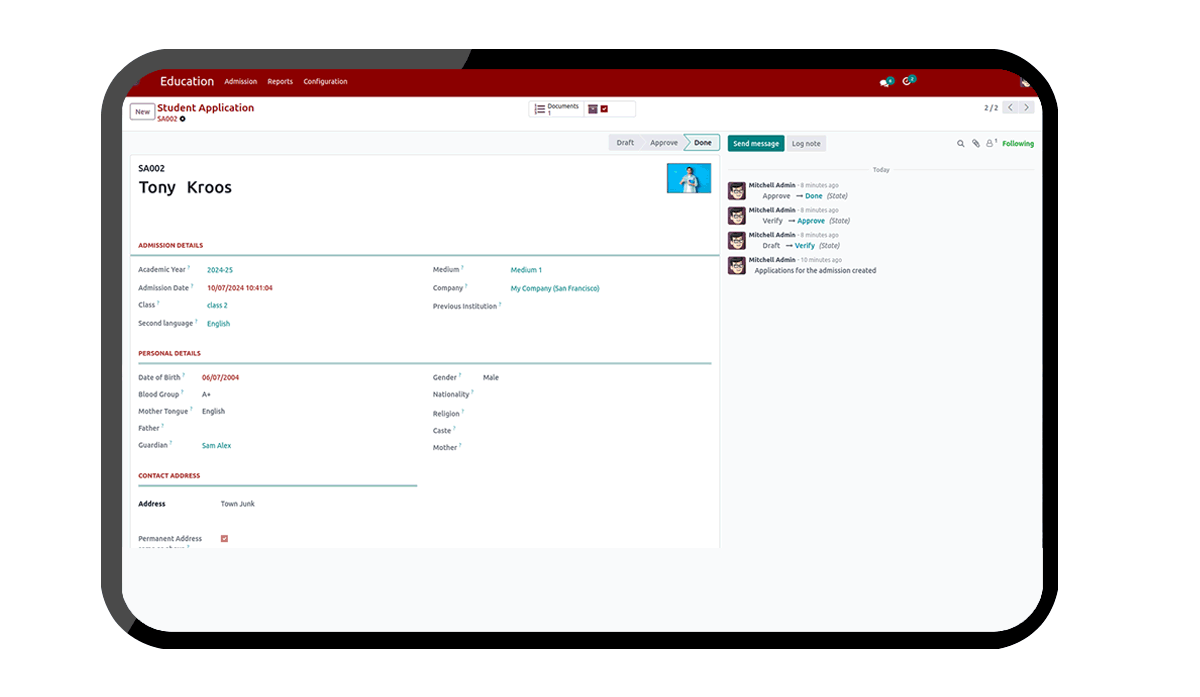 Education Admission Reports Configuration
New Student Application
SA002
Documents
1
2 / 2
Draft Approve Done
Send message Log note
1 Following
SA002
Tony Kroos
ADMISSION DETAILS
Academic Year ? 2024-25 Medium ? Medium 1
Admission Date ? 10/07/2024 10:41:04 Company ? My Company (San Francisco)
Class ? class 2 Previous Institution ?
Second language ? English
PERSONAL DETAILS
Date of Birth ? 06/07/2004 Gender ? Male
Blood Group ? A+ Nationality ?
Mother Tongue ? English Religion ?
Father ? Caste ?
Guardian ? Sam Alex Mother ?
CONTACT ADDRESS
Address Town Junk
Permanent Address
Today
Mitchell Admin - 8 minutes ago
Approve → Done (State)
Mitchell Admin - 8 minutes ago
Verify → Approve (State)
Mitchell Admin - 8 minutes ago
Draft → Verify (State)
Mitchell Admin - 10 minutes ago
Applications for the admission created